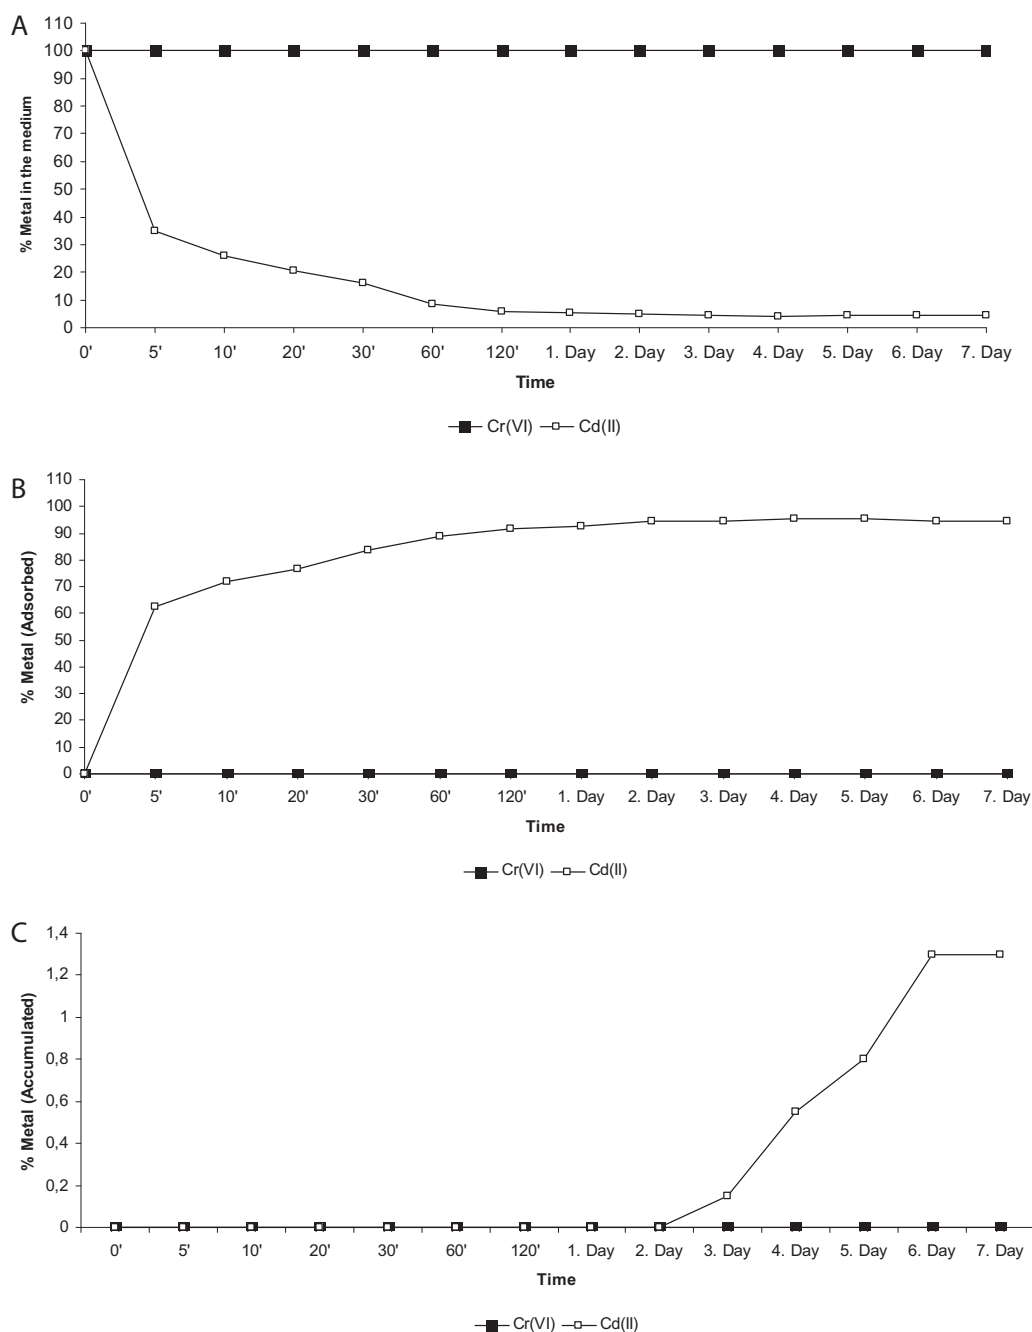 A
110
100
90
80
70
60
50
40
30
20
10
0
% Metal in the medium
0' 5' 10' 20' 30' 60' 120' 1. Day 2. Day 3. Day 4. Day 5. Day 6. Day 7. Day
Time
Cr(VI) Cd(II)
B
110
100
90
80
70
60
50
40
30
20
10
0
% Metal (Adsorbed)
0' 5' 10' 20' 30' 60' 120' 1. Day 2. Day 3. Day 4. Day 5. Day 6. Day 7. Day
Time
Cr(VI) Cd(II)
C
1,4
1,2
1
0,8
0,6
0,4
0,2
0
% Metal (Accumulated)
0' 5' 10' 20' 30' 60' 120' 1. Day 2. Day 3. Day 4. Day 5. Day 6. Day 7. Day
Time
Cr(VI) Cd(II)